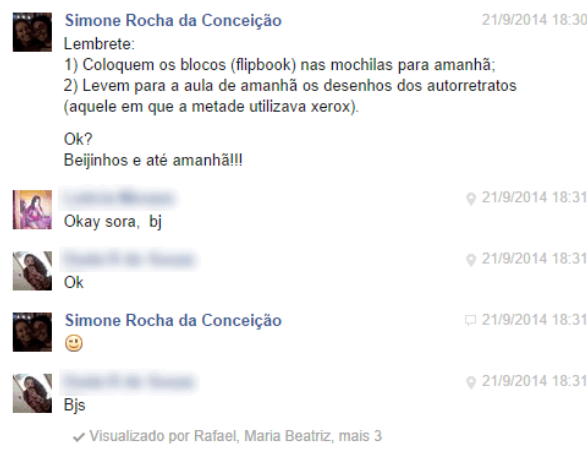 Simone Rocha da Conceição 21/9/2014 18:30
Lembrete:
1) Coloquem os blocos (flipbook) nas mochilas para amanhã;
2) Levem para a aula de amanhã os desenhos dos autorretratos
(aquele em que a metade utilizava xerox).
Ok?
Beijinhos e até amanhã!!!
21/9/2014 18:31
Okay sora, bj
21/9/2014 18:31
Ok
Simone Rocha da Conceição 21/9/2014 18:31
21/9/2014 18:31
Bjs
Visualizado por Rafael, Maria Beatriz, mais 3